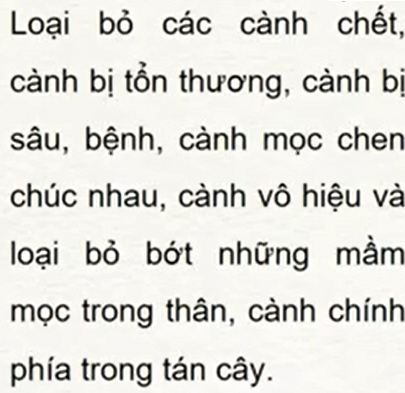 Loại bỏ các cành chết,
cành bị tổn thương, cành bị
sâu, bệnh, cành mọc chen
chúc nhau, cành vô hiệu và
loại bỏ bớt những mầm
mọc trong thân, cành chính
phía trong tán cây.